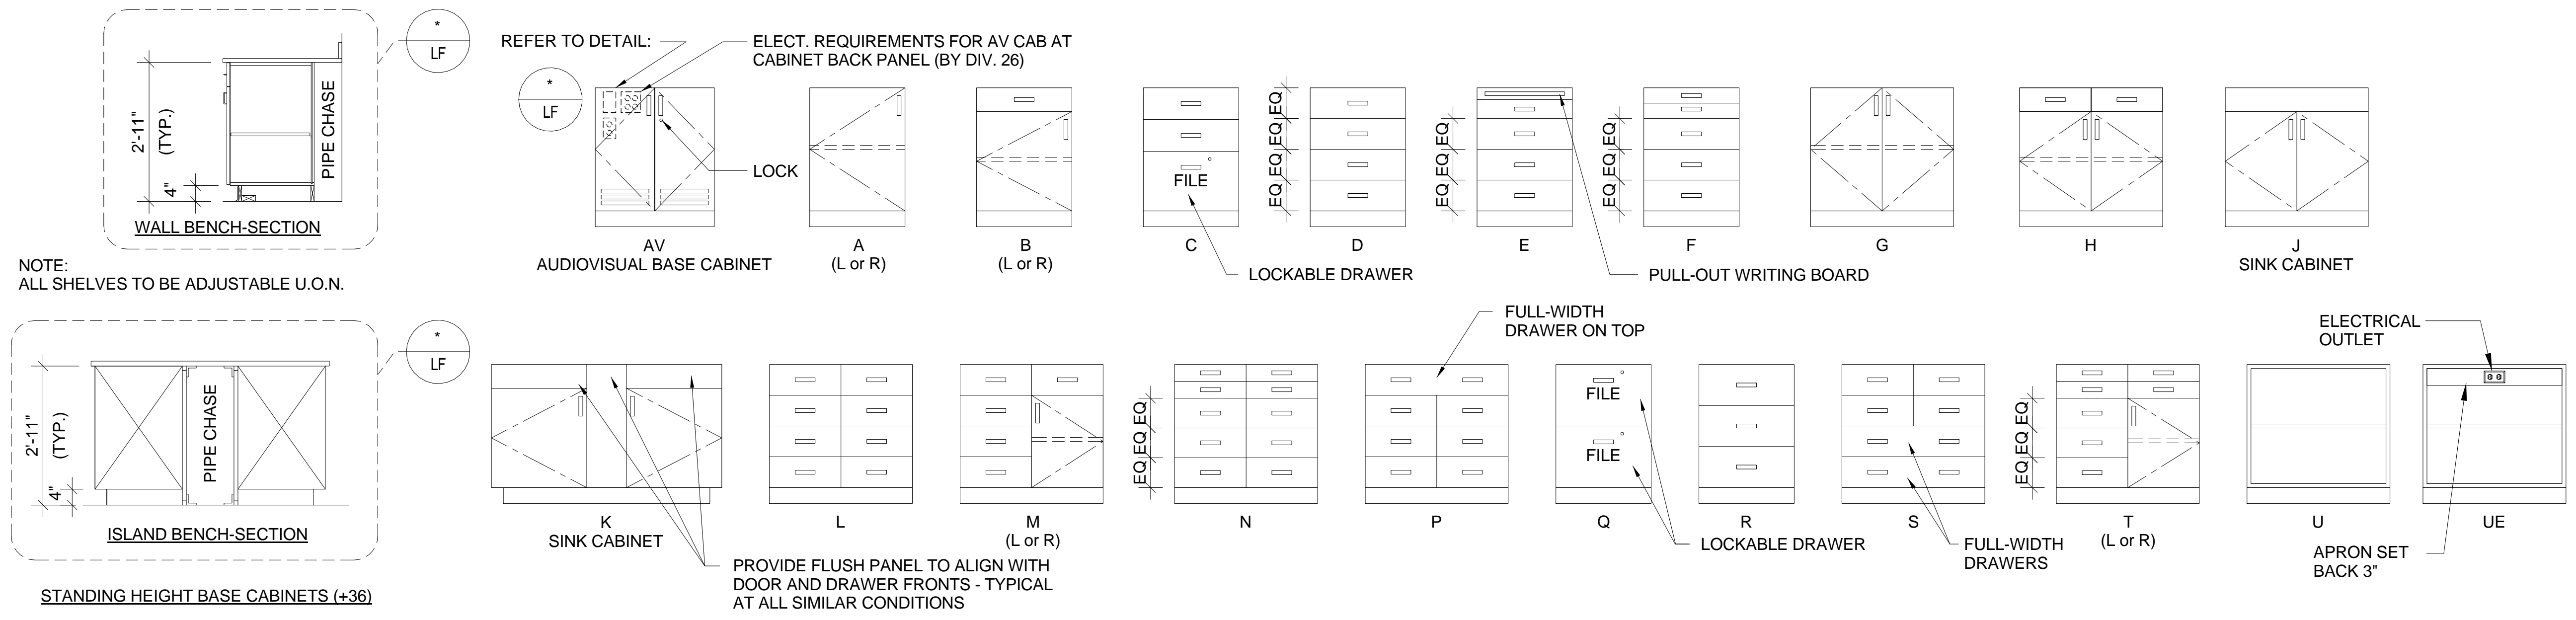 *
LF
2'-11"
(TYP.)
4"
PIPE CHASE
WALL BENCH-SECTION
NOTE:
ALL SHELVES TO BE ADJUSTABLE U.O.N.
REFER TO DETAIL:
*
LF
ELECT. REQUIREMENTS FOR AV CAB AT
CABINET BACK PANEL (BY DIV. 26)
LOCK
AV
AUDIOVISUAL BASE CABINET
A
(L or R)
B
(L or R)
FILE
C
LOCKABLE DRAWER
EQ EQ EQ EQ
D
EQ EQ EQ
E
PULL-OUT WRITING BOARD
EQ EQ EQ
F
G
H
J
SINK CABINET
*
LF
2'-11"
(TYP.)
4"
PIPE CHASE
ISLAND BENCH-SECTION
STANDING HEIGHT BASE CABINETS (+36)
K
SINK CABINET
PROVIDE FLUSH PANEL TO ALIGN WITH
DOOR AND DRAWER FRONTS - TYPICAL
AT ALL SIMILAR CONDITIONS
L
M
(L or R)
EQ EQ EQ
N
FULL-WIDTH
DRAWER ON TOP
P
FILE
FILE
Q
LOCKABLE DRAWER
R
S
FULL-WIDTH
DRAWERS
EQ EQ EQ
T
(L or R)
U
ELECTRICAL
OUTLET
UE
APRON SET
BACK 3"